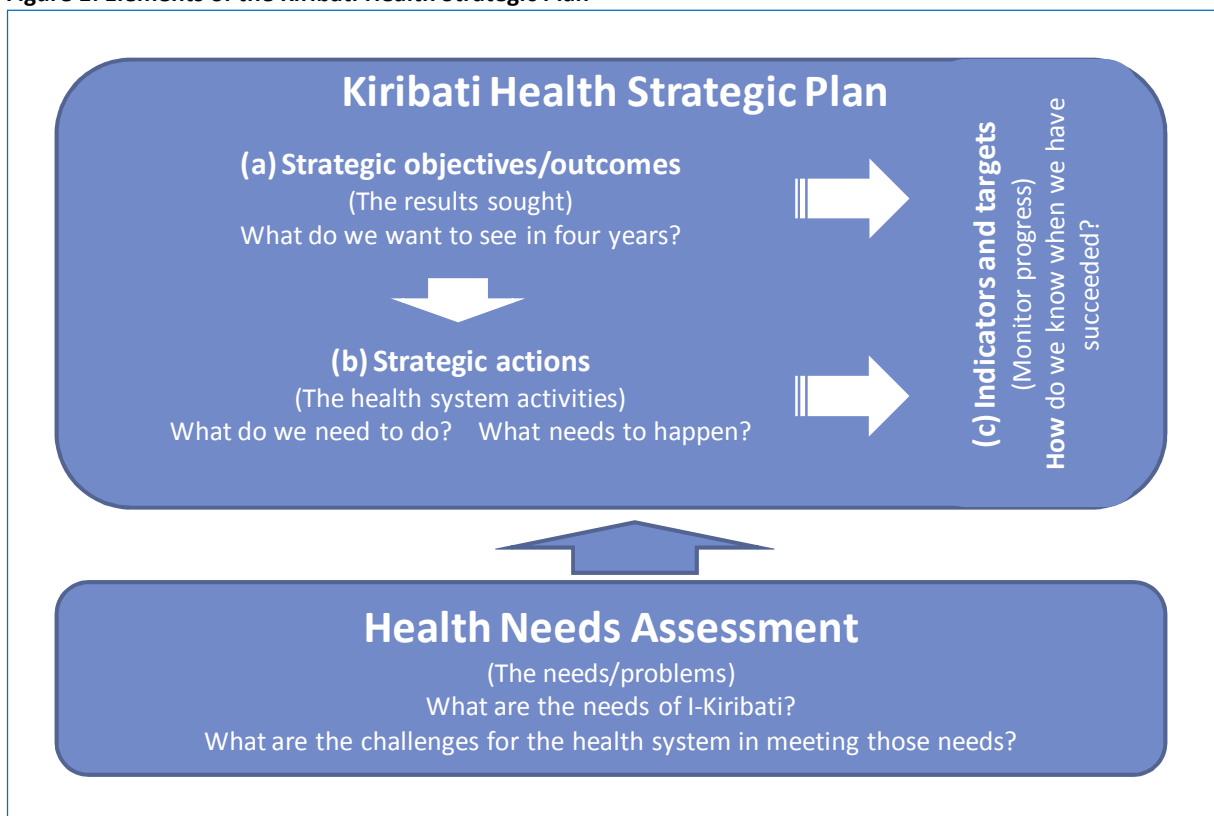 Kiribati Health Strategic Plan
(a) Strategic objectives/outcomes
(The results sought)
What do we want to see in four years?
(b) Strategic actions
(The health system activities)
What do we need to do? What needs to happen?
(c) Indicators and targets
(Monitor progress)
How do we know when we have
succeeded?
Health Needs Assessment
(The needs/problems)
What are the needs of I-Kiribati?
What are the challenges for the health system in meeting those needs?